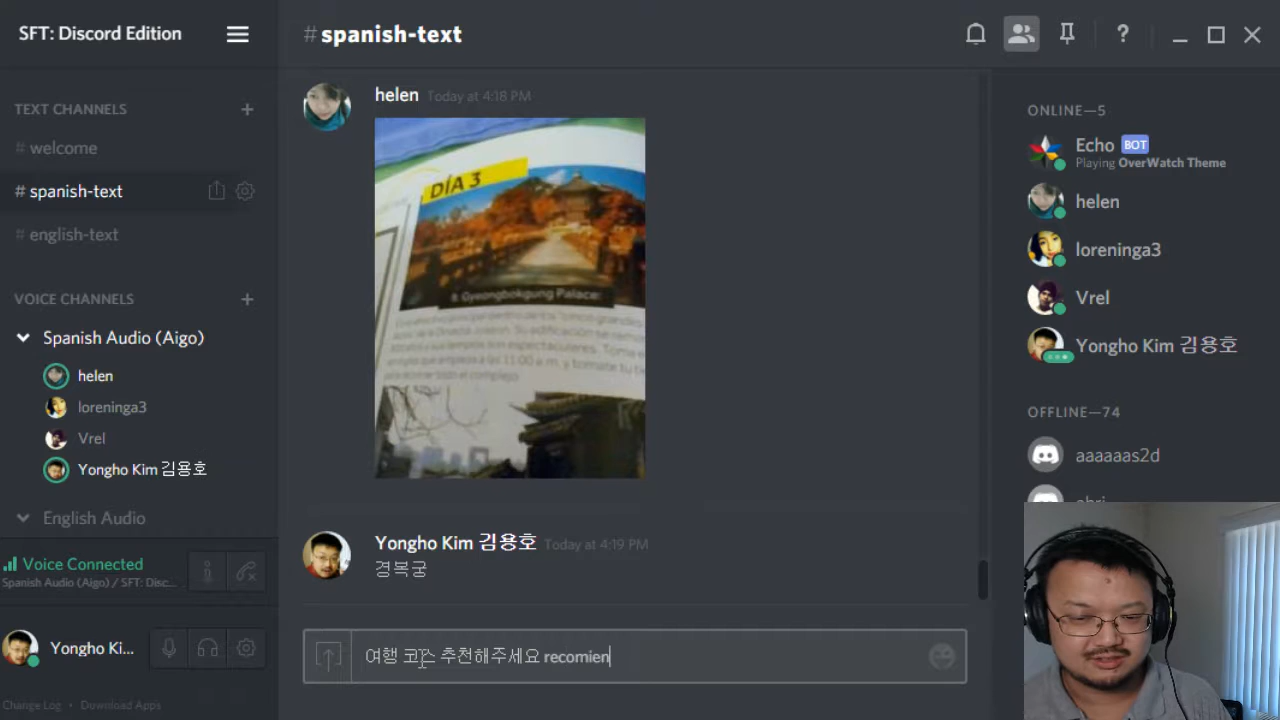 SFT: Discord Edition
#spanish-text
TEXT CHANNELS
# welcome
# spanish-text
# english-text
VOICE CHANNELS
Spanish Audio (Aigo)
helen
loreninga3
Vrel
Yongho Kim 김용호
English Audio
Voice Connected
Spanish Audio (Aigo) / SFT: Disc...
Yongho Ki...
Change Log • Download Apps
helen Today at 4:18 PM
DÍA 3
8. Gyeongbokgung Palace:
Yongho Kim 김용호 Today at 4:19 PM
경복궁
여행 코스 추천해주세요 recomien
ONLINE—5
Echo BOT
Playing OverWatch Theme
helen
loreninga3
Vrel
Yongho Kim 김용호
OFFLINE—74
aaaaaas2d